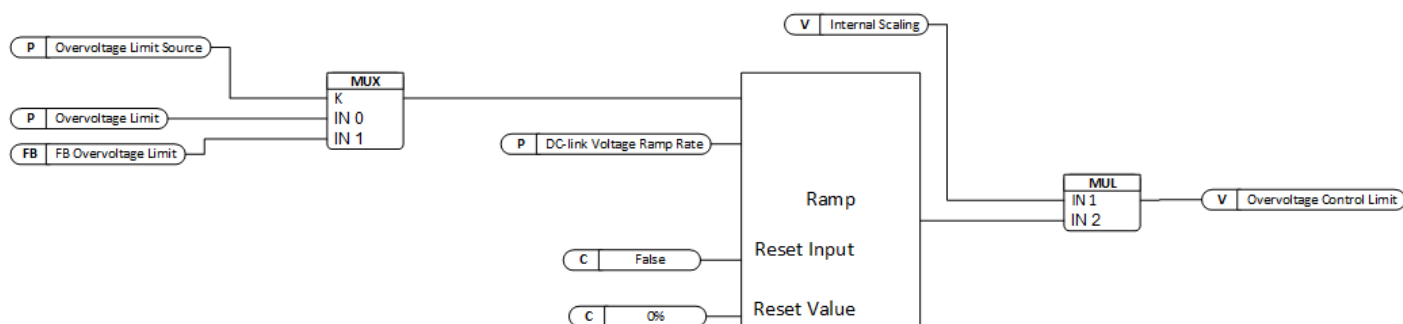 V Internal Scaling
P Overvoltage Limit Source
MUX
K
IN 0
IN 1
P Overvoltage Limit
FB FB Overvoltage Limit
P DC-link Voltage Ramp Rate
Ramp
Reset Input
Reset Value
C False
C 0%
MUL
IN 1
IN 2
V Overvoltage Control Limit